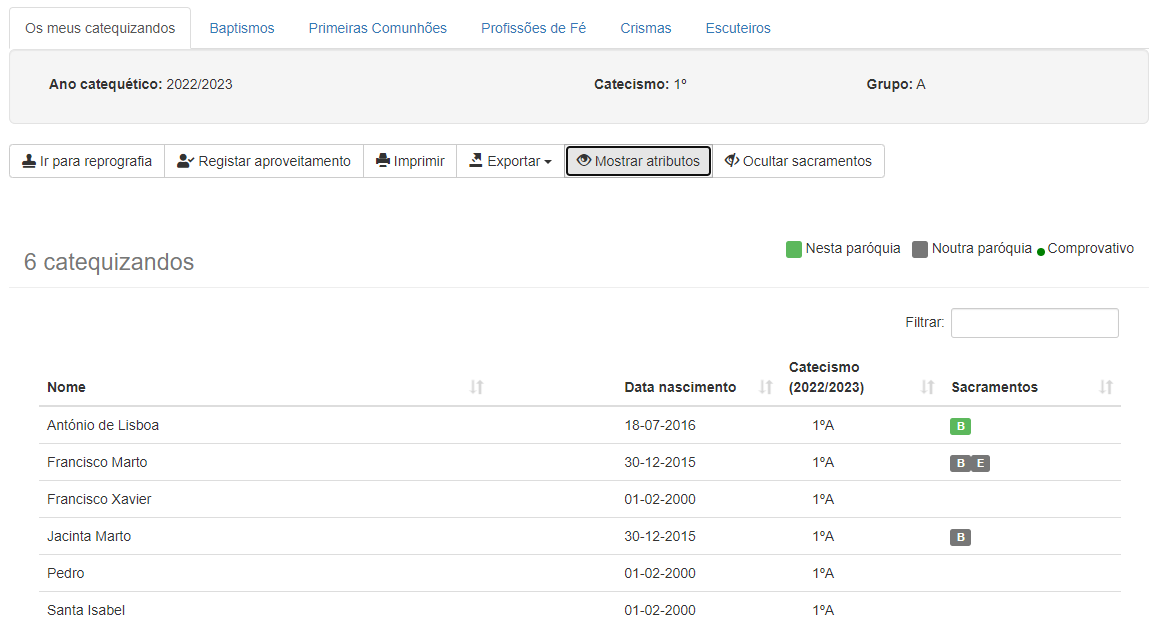 Os meus catequizandos Baptismos Primeiras Comunhões Profissões de Fé Crismas Escuteiros
Ano catequético: 2022/2023 Catecismo: 1º Grupo: A
Ir para reprografia Registar aproveitamento Imprimir Exportar Mostrar atributos Ocultar sacramentos
6 catequizandos Nesta paróquia Noutra paróquia Comprovativo
Filtrar:
Nome Data nascimento Catecismo (2022/2023) Sacramentos
António de Lisboa 18-07-2016 1ºA B
Francisco Marto 30-12-2015 1ºA B E
Francisco Xavier 01-02-2000 1ºA
Jacinta Marto 30-12-2015 1ºA B
Pedro 01-02-2000 1ºA
Santa Isabel 01-02-2000 1ºA